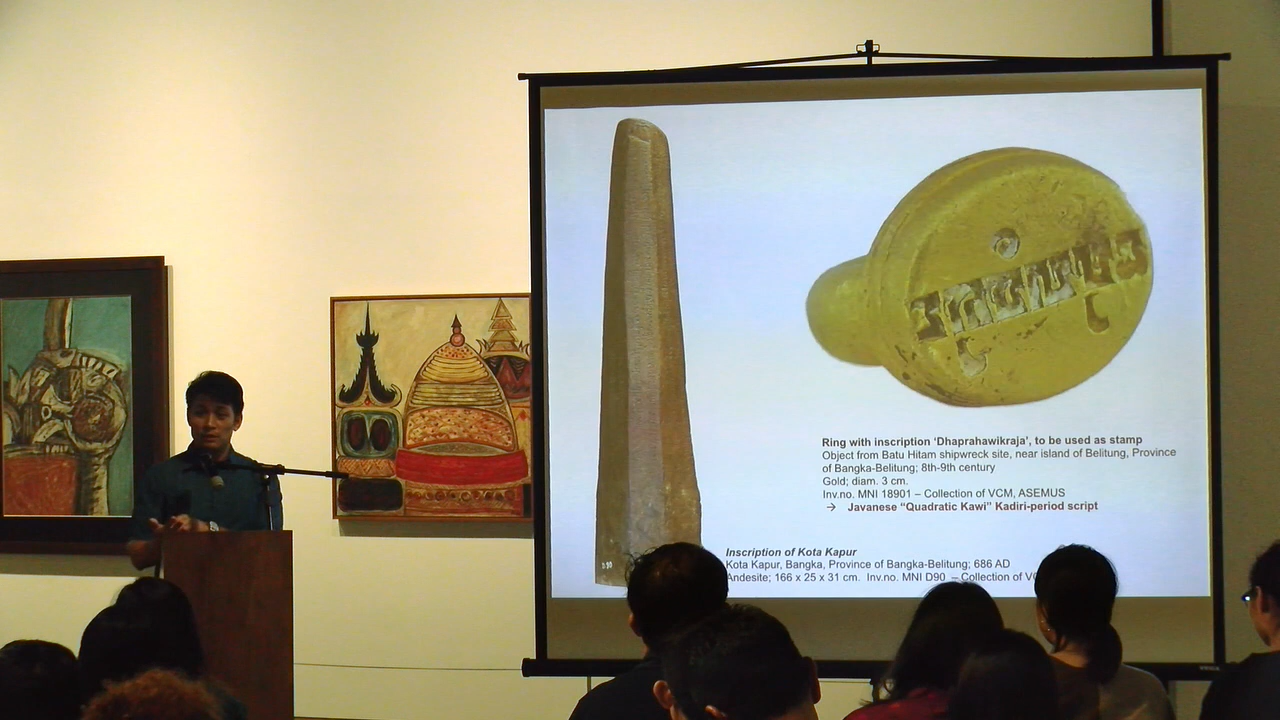 Ring with inscription ‘Dhaprahawikraja’, to be used as stamp
Object from Batu Hitam shipwreck site, near island of Belitung, Province
of Bangka-Belitung; 8th-9th century
Gold; diam. 3 cm.
Inv.no. MNI 18901 – Collection of VCM, ASEMUS
→ Javanese “Quadratic Kawi” Kadiri-period script
Inscription of Kota Kapur
Kota Kapur, Bangka, Province of Bangka-Belitung; 686 AD
Andesite; 166 x 25 x 31 cm. Inv.no. MNI D90 – Collection of
D90